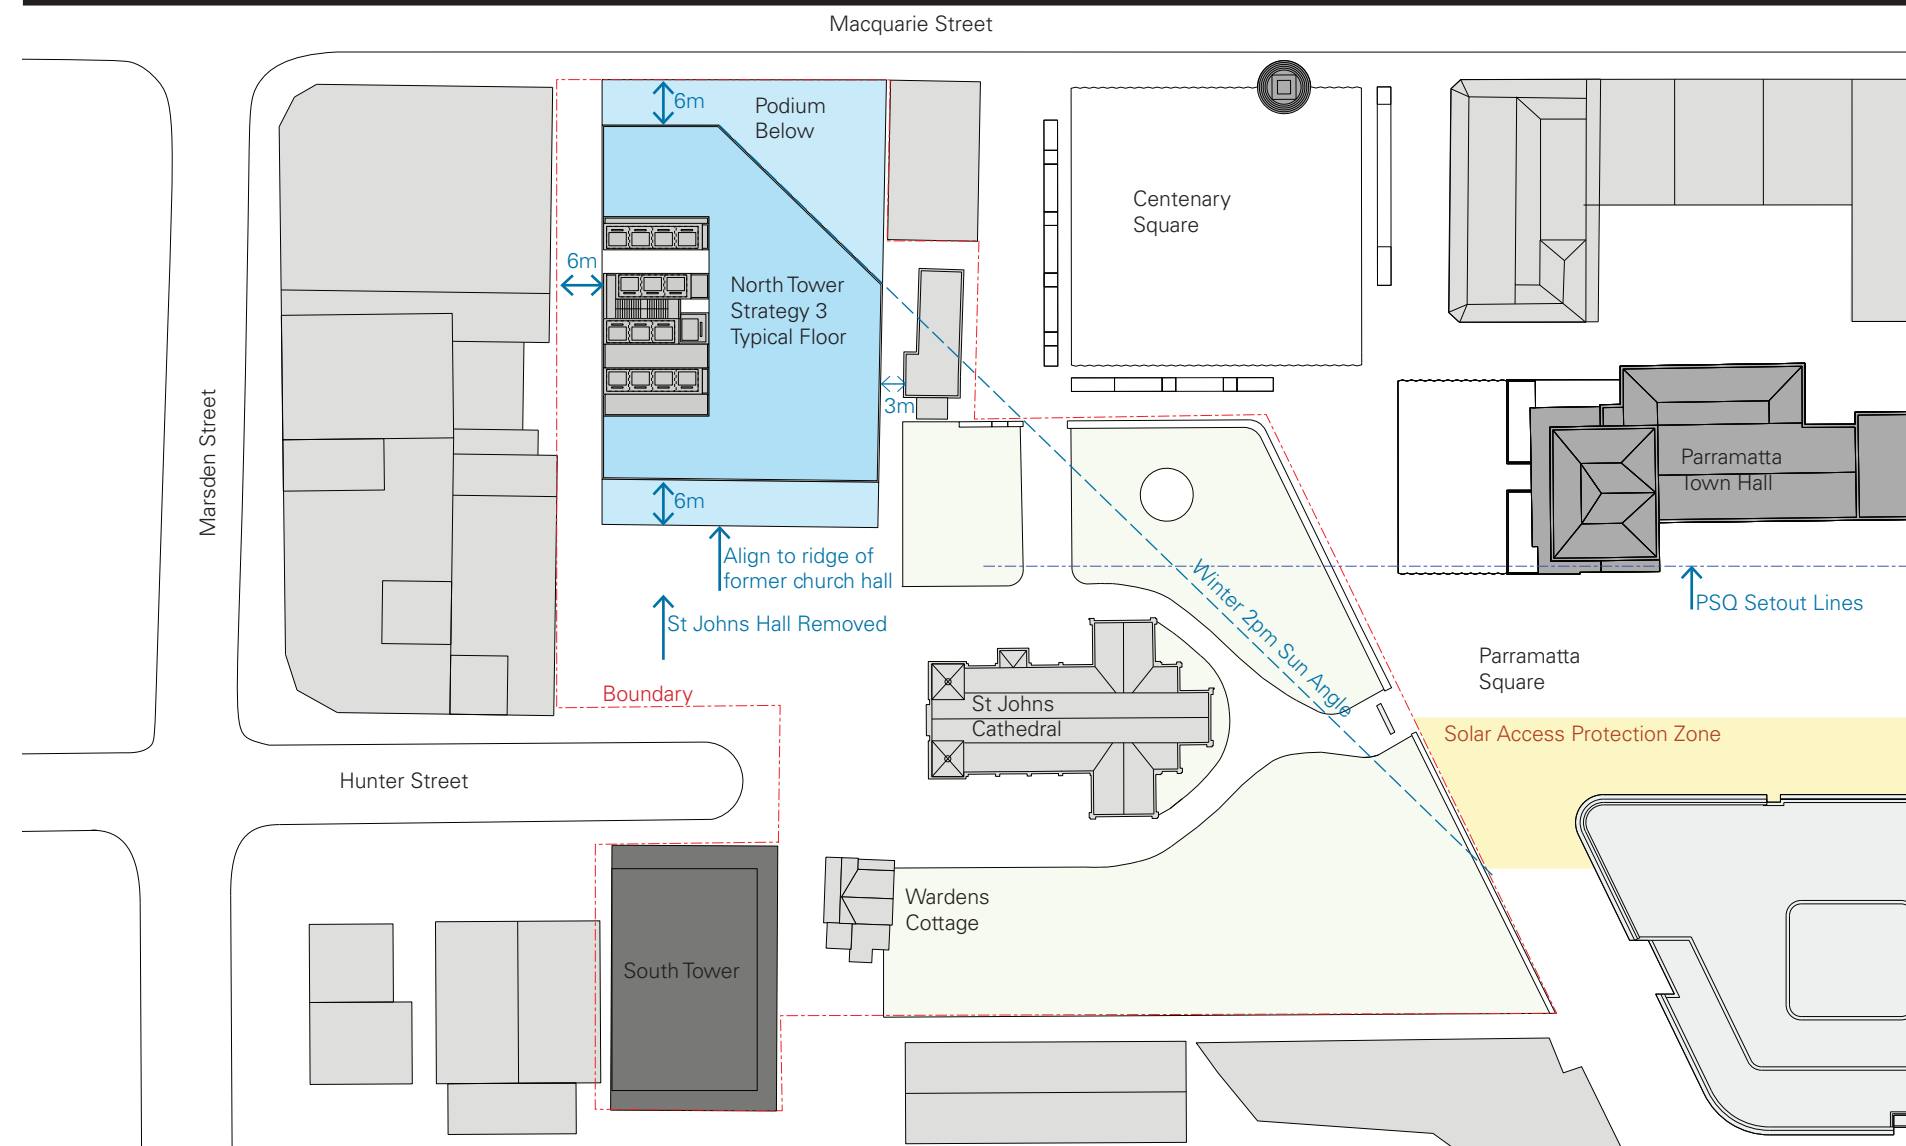 Macquarie Street
6m
Podium
Below
Centenary
Square
6m
North Tower
Strategy 3
Typical Floor
3m
Marsden Street
Parramatta
Town Hall
6m
Align to ridge of
former church hall
Winter 2pm Sun Angle
PSQ Setout Lines
St Johns Hall Removed
Parramatta
Square
Boundary
St Johns
Cathedral
Solar Access Protection Zone
Hunter Street
Wardens
Cottage
South Tower